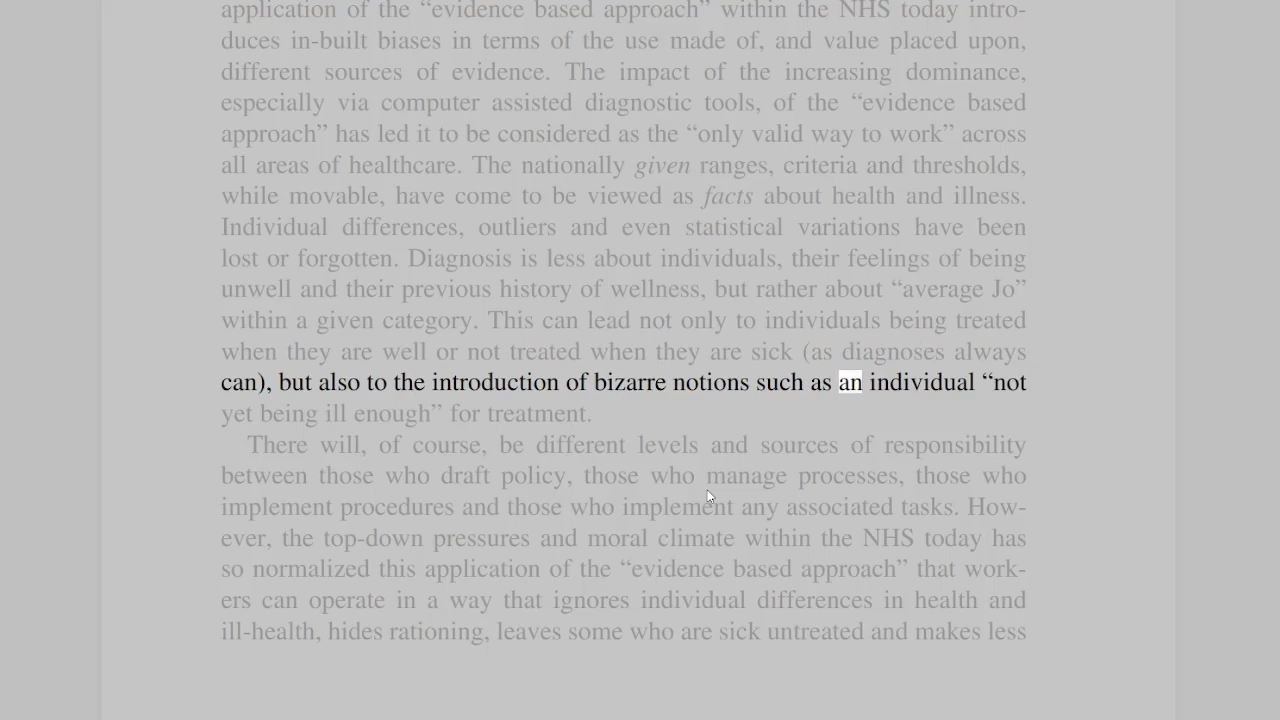 application of the “evidence based approach” within the NHS today intro-
duces in-built biases in terms of the use made of, and value placed upon,
different sources of evidence. The impact of the increasing dominance,
especially via computer assisted diagnostic tools, of the “evidence based
approach” has led it to be considered as the “only valid way to work” across
all areas of healthcare. The nationally given ranges, criteria and thresholds,
while movable, have come to be viewed as facts about health and illness.
Individual differences, outliers and even statistical variations have been
lost or forgotten. Diagnosis is less about individuals, their feelings of being
unwell and their previous history of wellness, but rather about “average Jo”
within a given category. This can lead not only to individuals being treated
when they are well or not treated when they are sick (as diagnoses always
can), but also to the introduction of bizarre notions such as an individual “not
yet being ill enough” for treatment.
There will, of course, be different levels and sources of responsibility
between those who draft policy, those who manage processes, those who
implement procedures and those who implement any associated tasks. How-
ever, the top-down pressures and moral climate within the NHS today has
so normalized this application of the “evidence based approach” that work-
ers can operate in a way that ignores individual differences in health and
ill-health, hides rationing, leaves some who are sick untreated and makes less